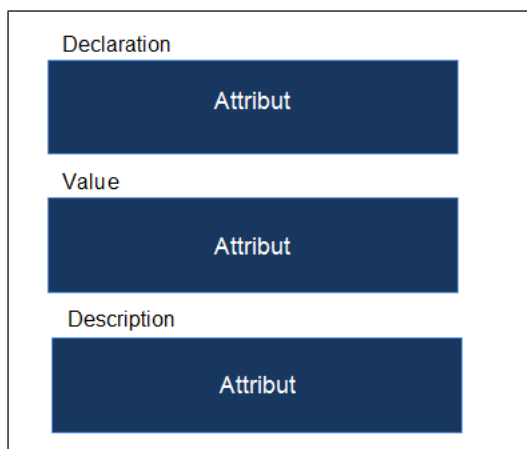 Declaration
Attribut
Value
Attribut
Description
Attribut